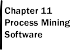 Chapter 11
Process Mining
Software